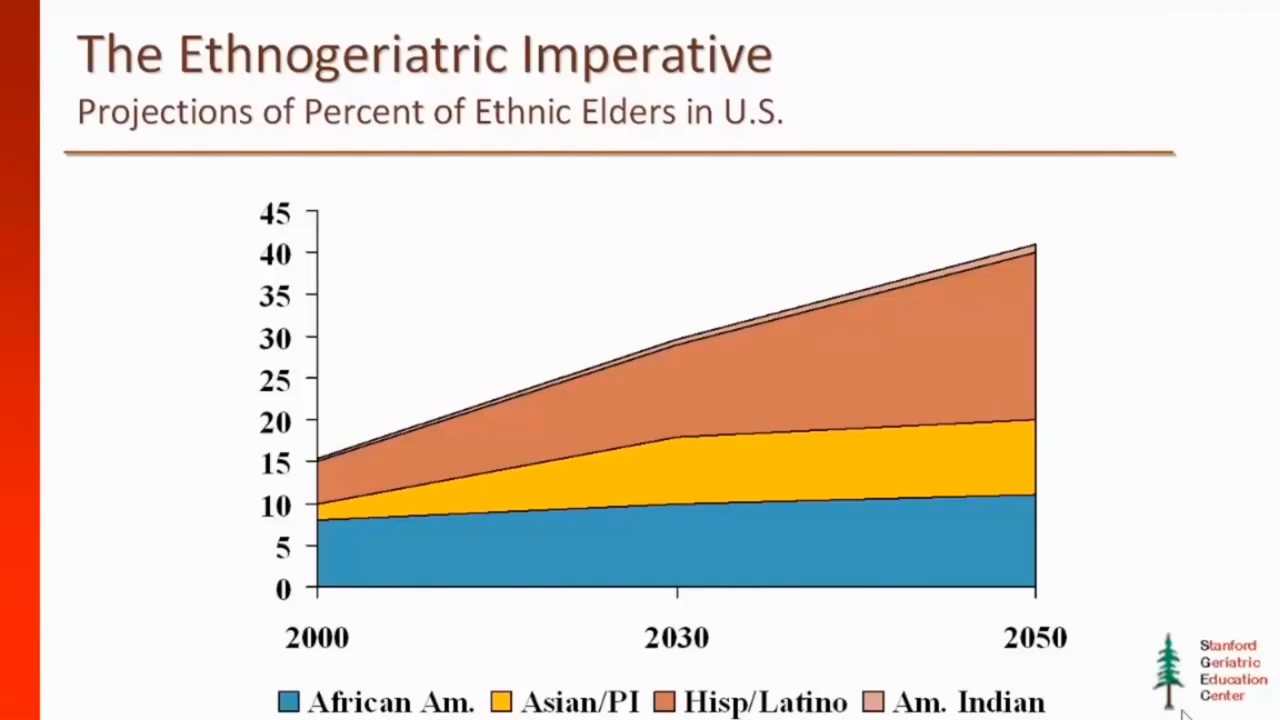 The Ethnogeriatric Imperative
Projections of Percent of Ethnic Elders in U.S.
45
40
35
30
25
20
15
10
5
0
2000 2030 2050
African Am. Asian/PI Hisp/Latino Am. Indian
Stanford
Geriatric
Education
Center